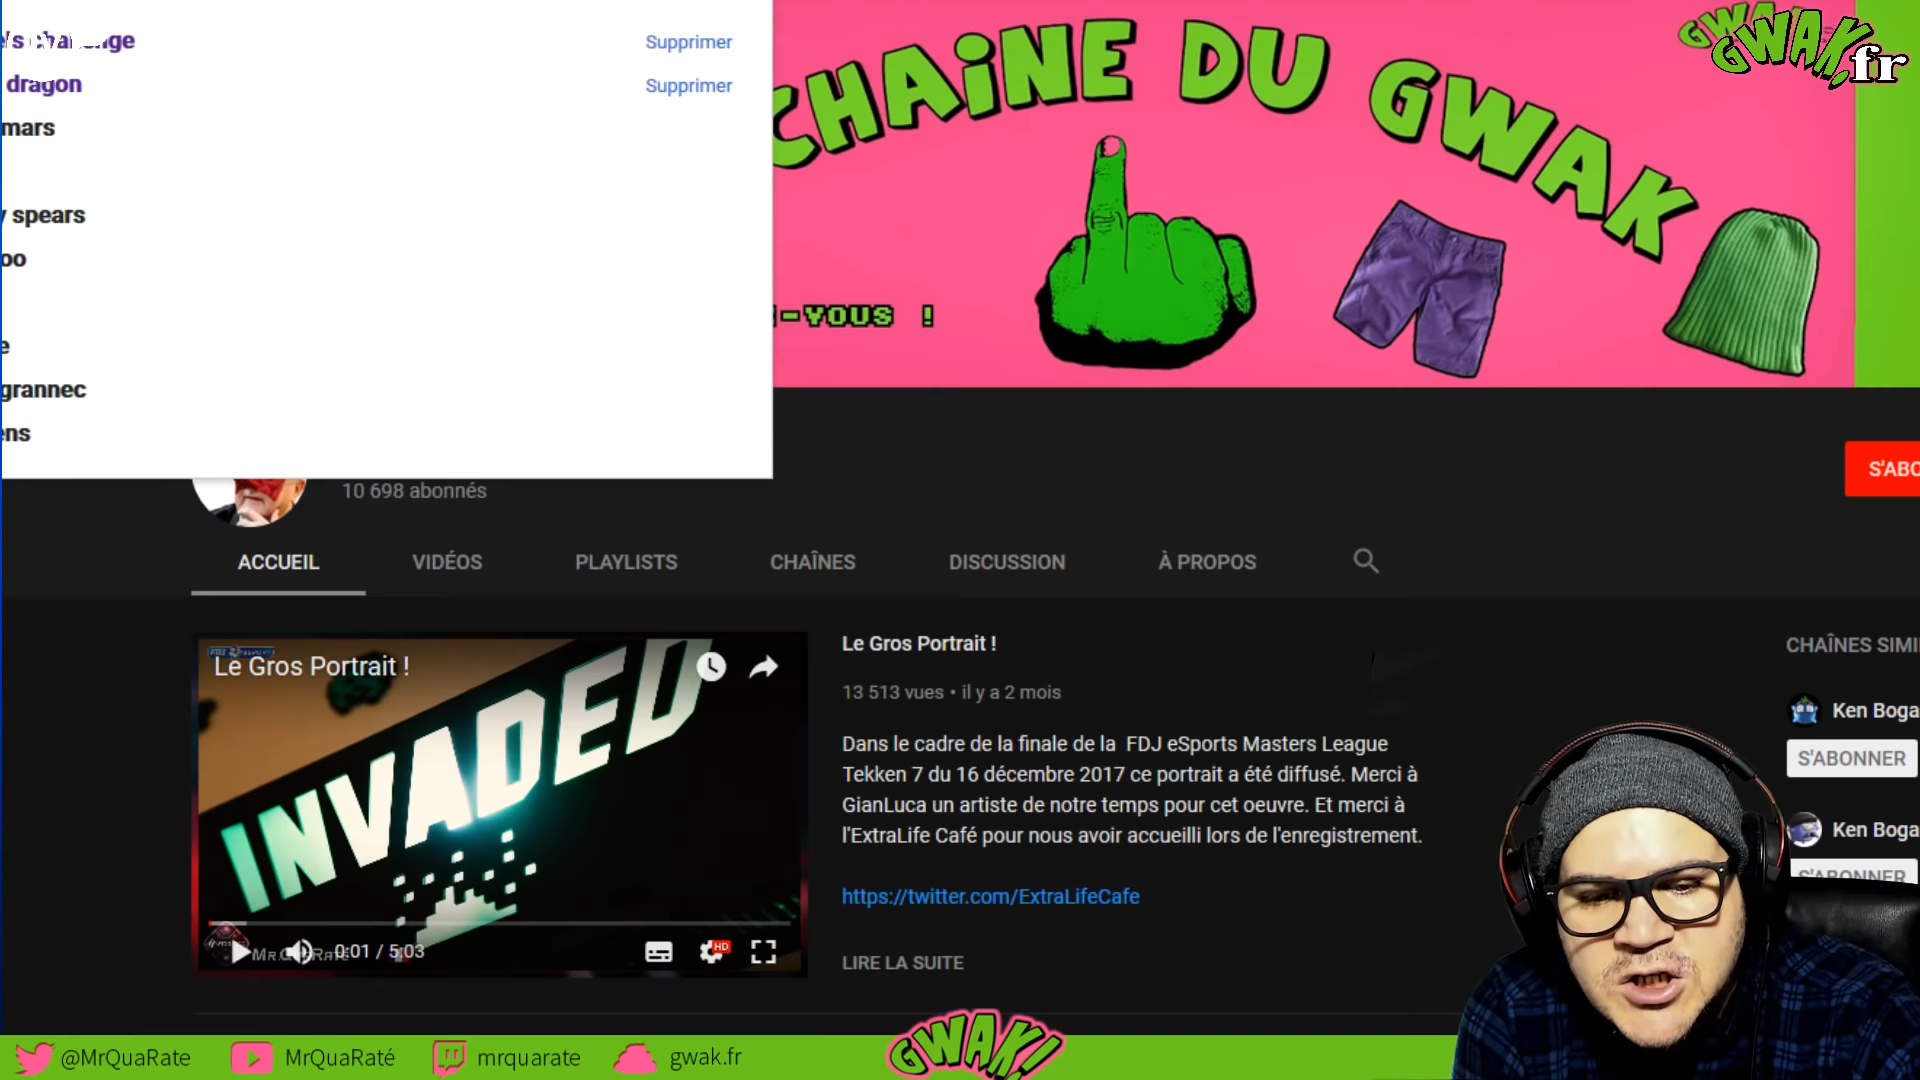 Supprimer
dragon
Supprimer
mars
spears
grannec
CHAiNE DU GWAK
-VOUS !
GWAK!.fr
10 698 abonnés
S'ABO
ACCUEIL
VIDÉOS
PLAYLISTS
CHAÎNES
DISCUSSION
À PROPOS
Le Gros Portrait !
INVADED
0:01 / 5:03
HD
Le Gros Portrait !
13 513 vues • il y a 2 mois
Dans le cadre de la finale de la FDJ eSports Masters League
Tekken 7 du 16 décembre 2017 ce portrait a été diffusé. Merci à
GianLuca un artiste de notre temps pour cet oeuvre. Et merci à
l'ExtraLife Café pour nous avoir accueilli lors de l'enregistrement.
https://twitter.com/ExtraLifeCafe
LIRE LA SUITE
CHAÎNES SIMI
Ken Boga
S'ABONNER
Ken Boga
S'ABONNER
@MrQuaRate
MrQuaRaté
mrquarate
gwak.fr
GWAK!